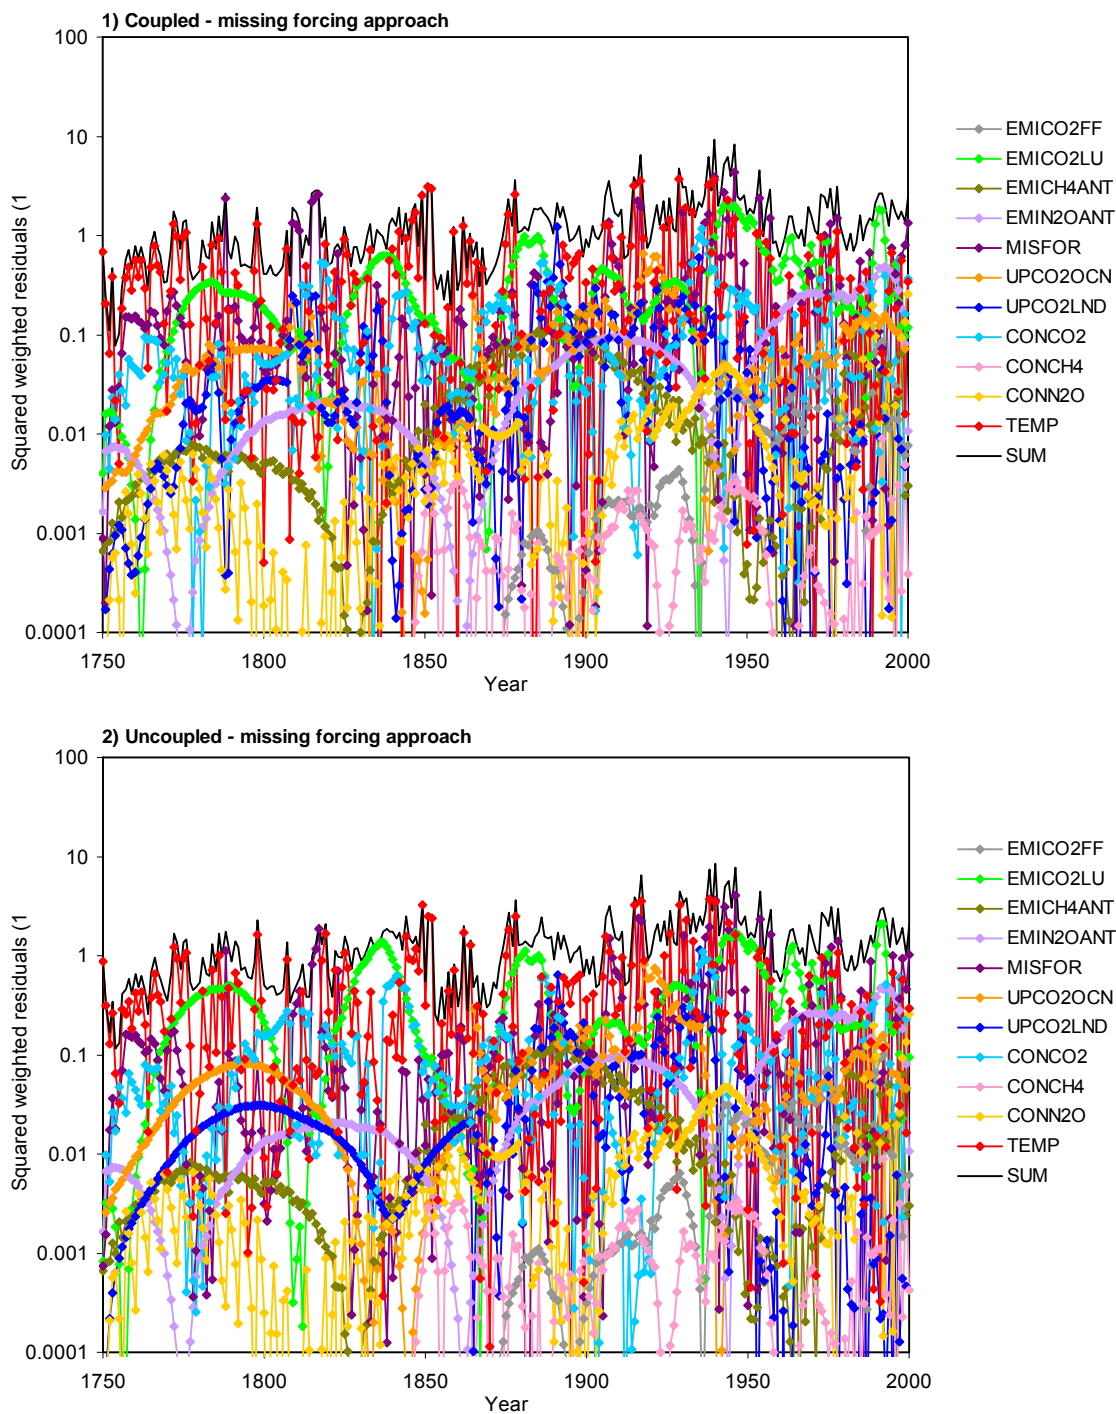 1) Coupled - missing forcing approach
100
10
1
0.1
0.01
0.001
0.0001
Squared weighted residuals (1
1750
1800
1850
1900
1950
2000
Year
EMICO2FF
EMICO2LU
EMICH4ANT
EMIN2OANT
MISFOR
UPCO2OCN
UPCO2LND
CONCO2
CONCH4
CONN2O
TEMP
SUM
2) Uncoupled - missing forcing approach
100
10
1
0.1
0.01
0.001
0.0001
Squared weighted residuals (1
1750
1800
1850
1900
1950
2000
Year
EMICO2FF
EMICO2LU
EMICH4ANT
EMIN2OANT
MISFOR
UPCO2OCN
UPCO2LND
CONCO2
CONCH4
CONN2O
TEMP
SUM